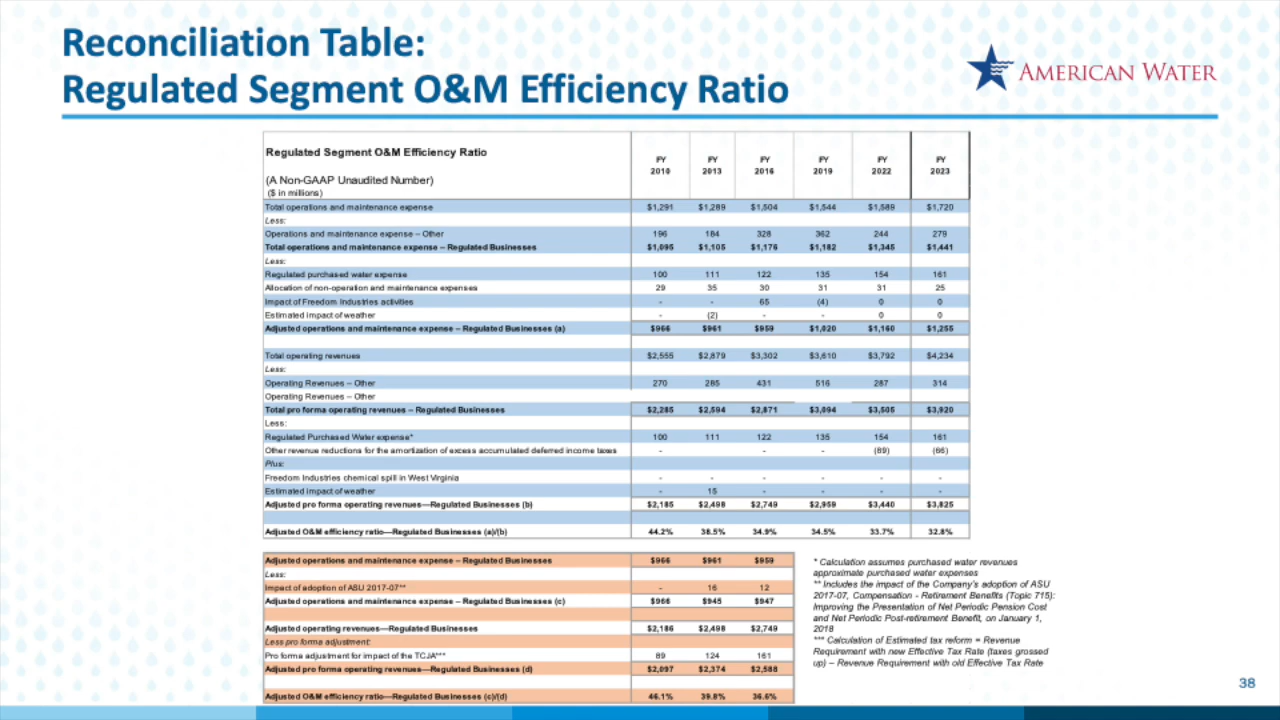 Reconciliation Table:
Regulated Segment O&M Efficiency Ratio
AMERICAN WATER
Regulated Segment O&M Efficiency Ratio
(A Non-GAAP Unaudited Number)
($ in millions)
FY 2010 FY 2013 FY 2016 FY 2019 FY 2022 FY 2023
Total operations and maintenance expense $1,291 $1,289 $1,504 $1,544 $1,589 $1,720
Less:
Operations and maintenance expense – Other 196 184 328 362 244 279
Total operations and maintenance expense – Regulated Businesses $1,095 $1,105 $1,176 $1,182 $1,345 $1,441
Less:
Regulated purchased water expense 100 111 122 135 154 161
Allocation of non-operation and maintenance expenses 29 35 30 31 31 25
Impact of Freedom Industries activities - - 65 (4) 0 0
Estimated impact of weather - (2) - - 0 0
Adjusted operations and maintenance expense – Regulated Businesses (a) $966 $961 $959 $1,020 $1,160 $1,255
Total operating revenues $2,555 $2,879 $3,302 $3,610 $3,792 $4,234
Less:
Operating Revenues – Other 270 285 431 516 287 314
Operating Revenues – Other
Total pro forma operating revenues – Regulated Businesses $2,285 $2,594 $2,871 $3,094 $3,505 $3,920
Less:
Regulated Purchased Water expense* 100 111 122 135 154 161
Other revenue reductions for the amortization of excess accumulated deferred income taxes - - - (89) (66)
Plus:
Freedom Industries chemical spill in West Virginia - - - - - -
Estimated impact of weather - 15 - - - -
Adjusted pro forma operating revenues—Regulated Businesses (b) $2,185 $2,498 $2,749 $2,959 $3,440 $3,825
Adjusted O&M efficiency ratio—Regulated Businesses (a)/(b) 44.2% 38.5% 34.9% 34.5% 33.7% 32.8%
Adjusted operations and maintenance expense – Regulated Businesses $966 $961 $959
Less:
Impact of adoption of ASU 2017-07** - 16 12
Adjusted operations and maintenance expense – Regulated Businesses (c) $966 $945 $947
Adjusted operating revenues—Regulated Businesses $2,186 $2,498 $2,749
Less pro forma adjustment:
Pro forma adjustment for impact of the TCJA*** 89 124 161
Adjusted pro forma operating revenues—Regulated Businesses (d) $2,097 $2,374 $2,588
Adjusted O&M efficiency ratio—Regulated Businesses (c)/(d) 46.1% 39.8% 36.6%
* Calculation assumes purchased water revenues
approximate purchased water expenses
** Includes the impact of the Company's adoption of ASU
2017-07, Compensation - Retirement Benefits (Topic 715):
Improving the Presentation of Net Periodic Pension Cost
and Net Periodic Post-retirement Benefit, on January 1,
2018
*** Calculation of Estimated tax reform = Revenue
Requirement with new Effective Tax Rate (taxes grossed
up) – Revenue Requirement with old Effective Tax Rate
38